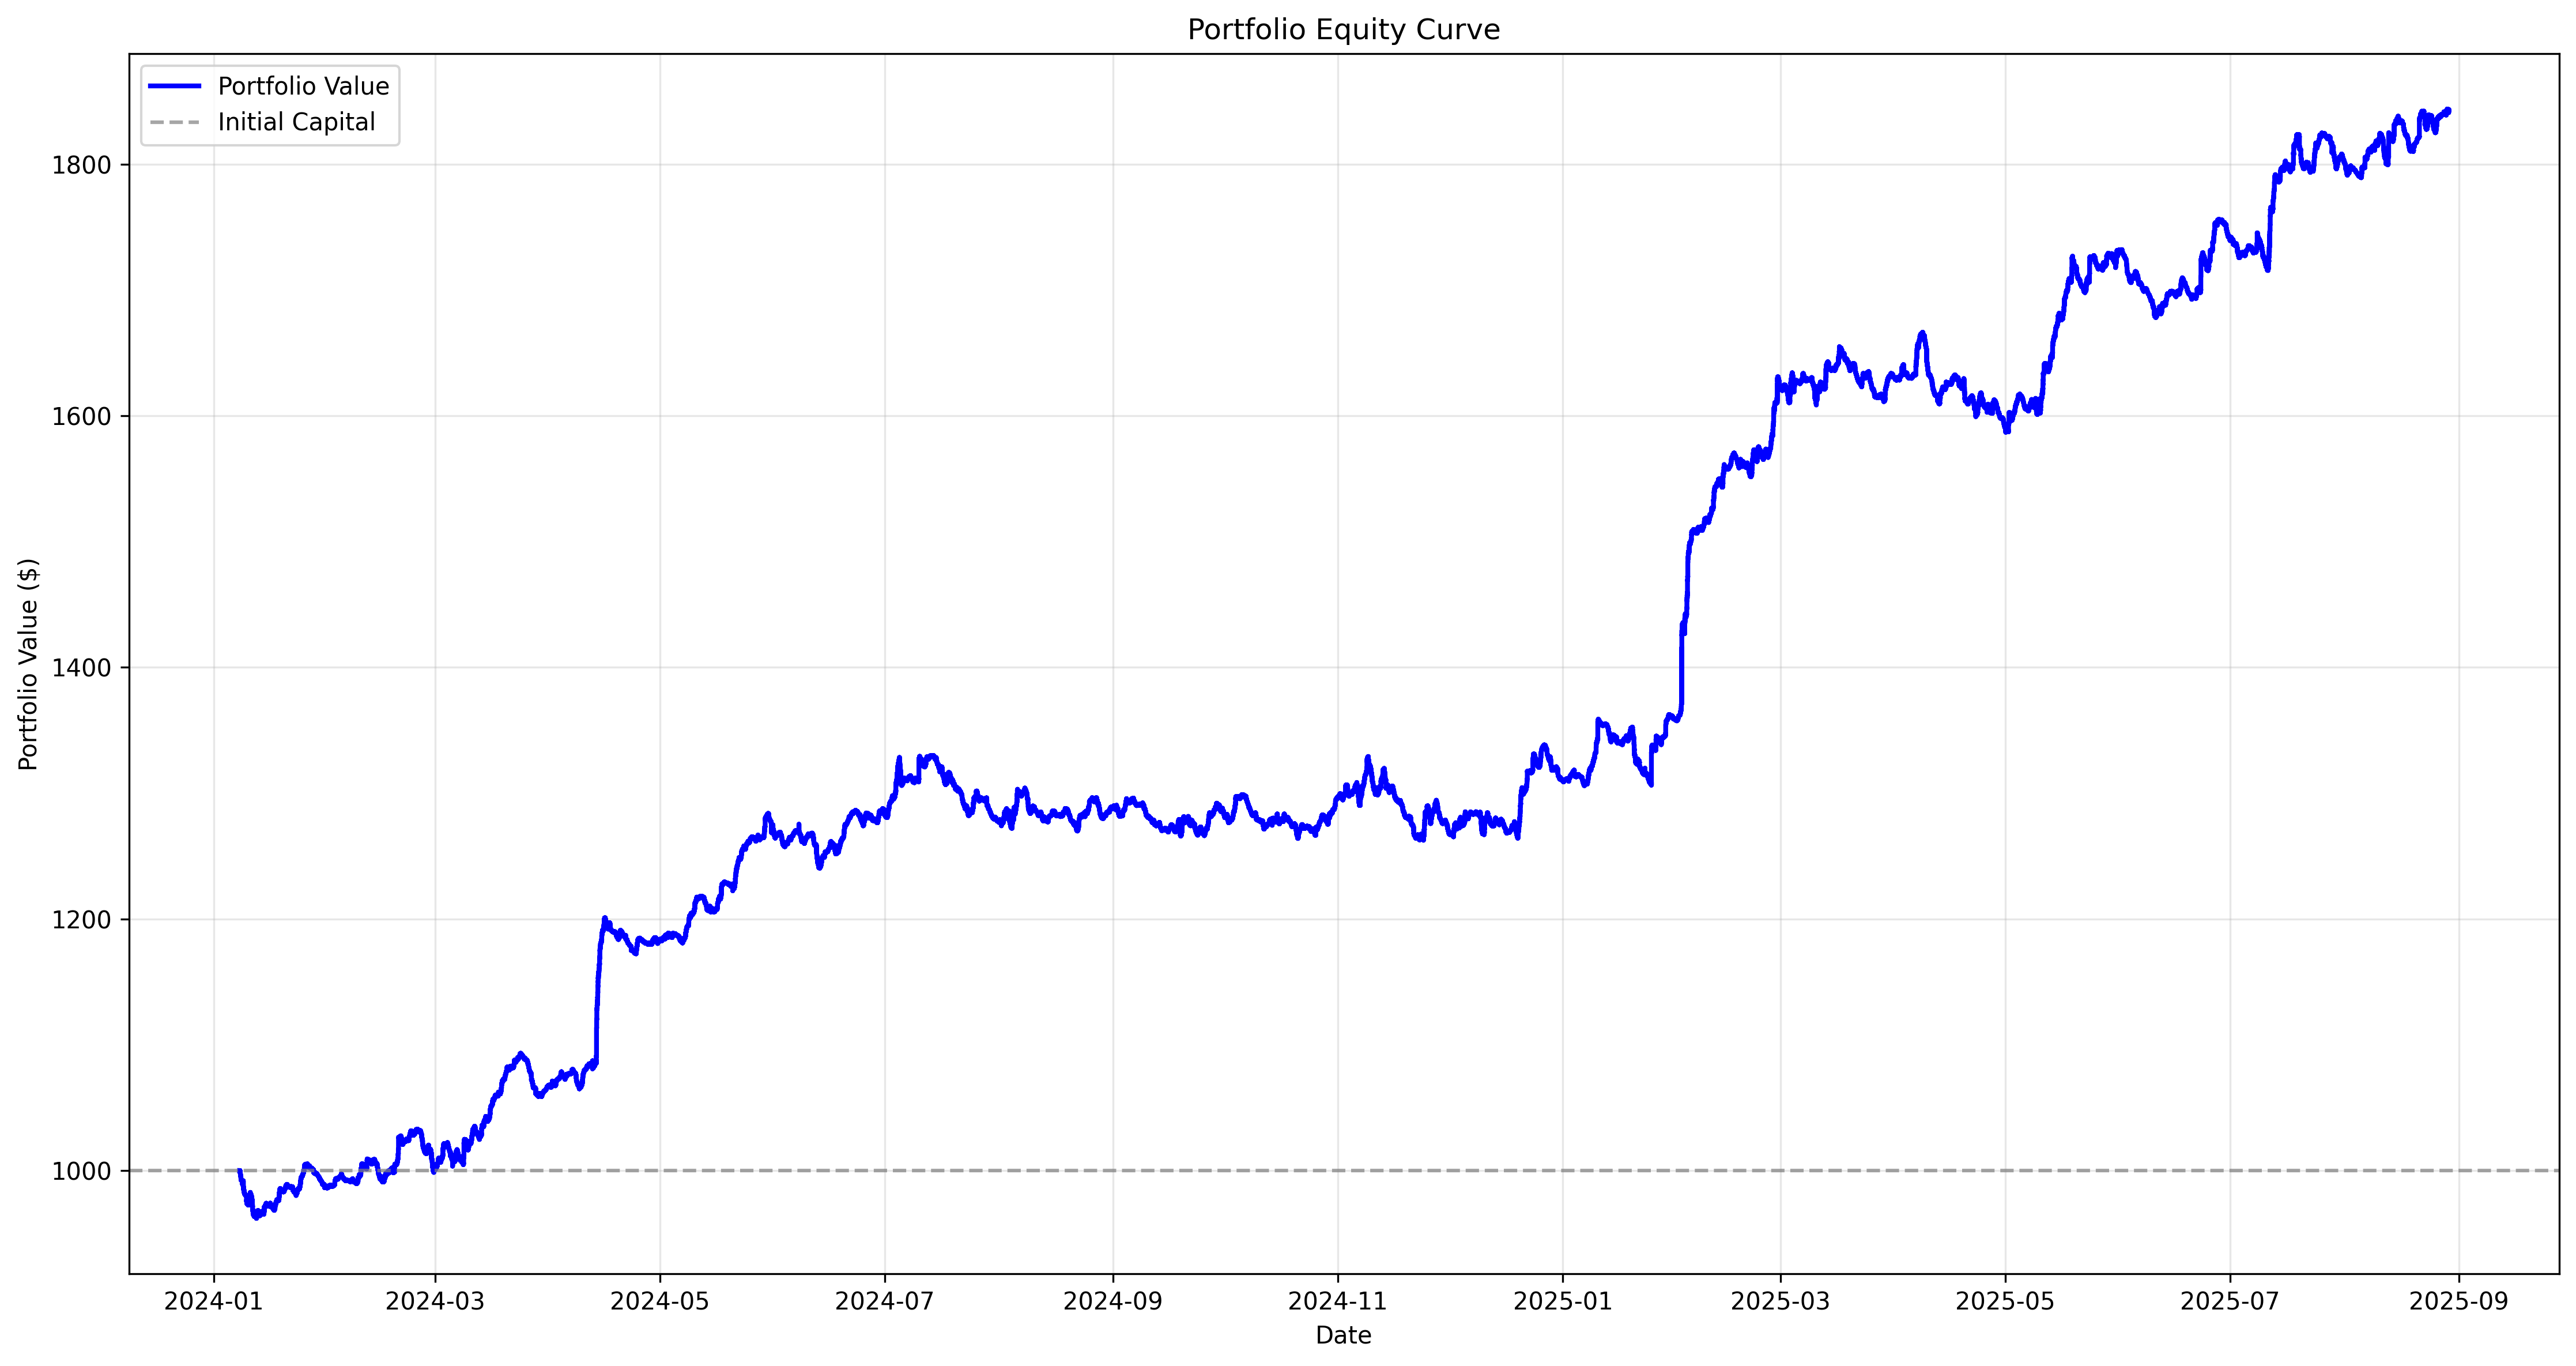 Portfolio Equity Curve
Portfolio Value
Initial Capital
Portfolio Value ($)
1800
1600
1400
1200
1000
2024-01 2024-03 2024-05 2024-07 2024-09 2024-11 2025-01 2025-03 2025-05 2025-07 2025-09
Date